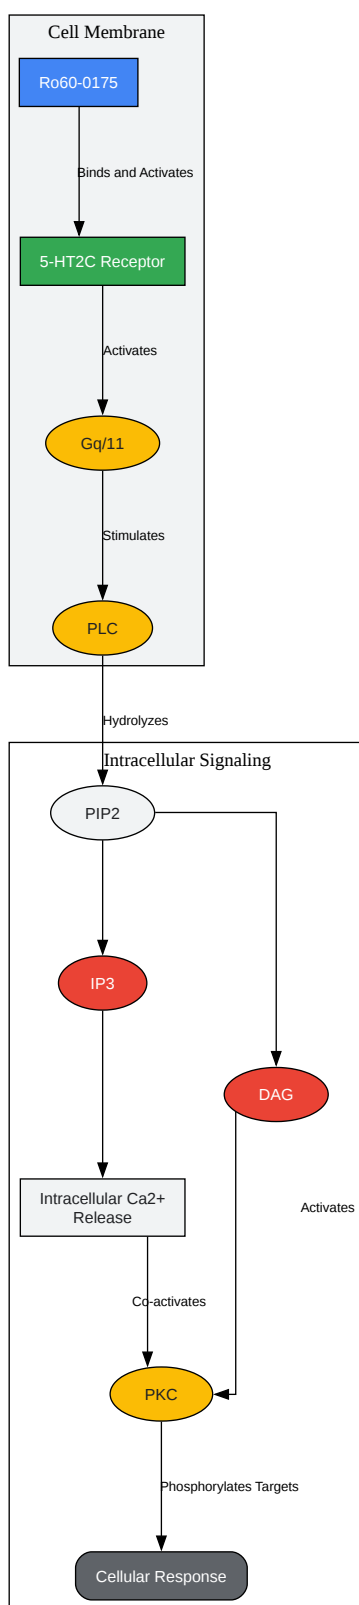 Cell Membrane
Ro60-0175
Binds and Activates
5-HT2C Receptor
Activates
Gq/11
Stimulates
PLC
Hydrolyzes
Intracellular Signaling
PIP2
IP3
DAG
Intracellular Ca2+
Release
Activates
Co-activates
PKC
Phosphorylates Targets
Cellular Response